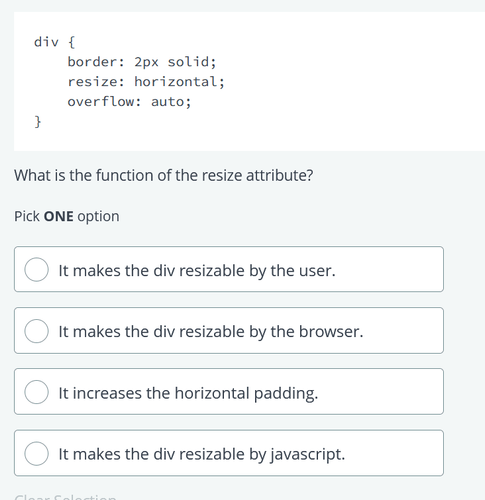 div {
    border: 2px solid;
    resize: horizontal;
    overflow: auto;
}
What is the function of the resize attribute?
Pick ONE option
It makes the div resizable by the user.
It makes the div resizable by the browser.
It increases the horizontal padding.
It makes the div resizable by javascript.
Clear Selection